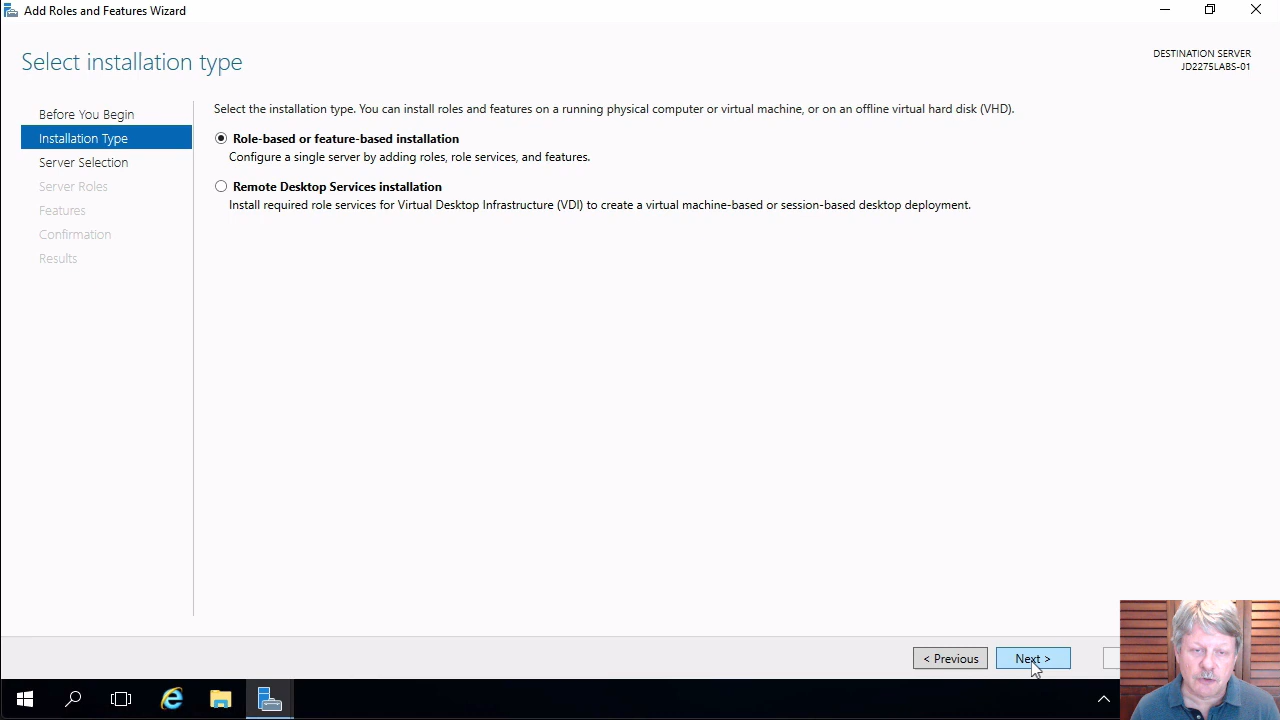 Add Roles and Features Wizard
Select installation type
DESTINATION SERVER
JD2275LABS-01
Before You Begin
Installation Type
Server Selection
Server Roles
Features
Confirmation
Results
Select the installation type. You can install roles and features on a running physical computer or virtual machine, or on an offline virtual hard disk (VHD).
Role-based or feature-based installation
Configure a single server by adding roles, role services, and features.
Remote Desktop Services installation
Install required role services for Virtual Desktop Infrastructure (VDI) to create a virtual machine-based or session-based desktop deployment.
< Previous
Next >